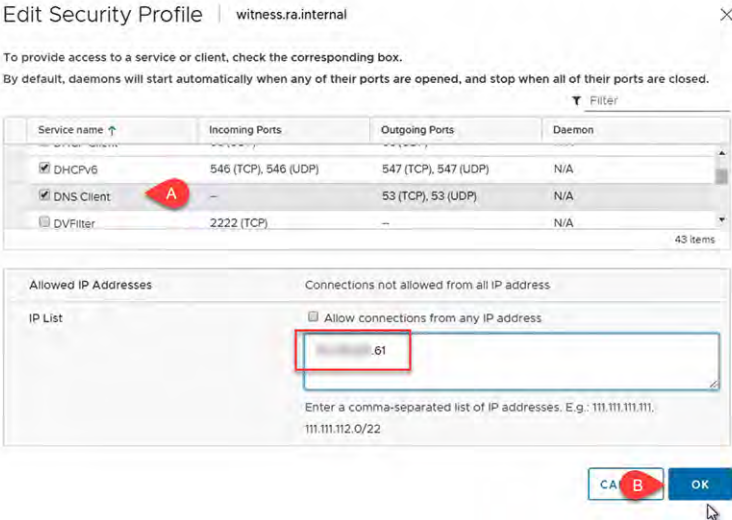 Edit Security Profile witness.ra.internal
To provide access to a service or client, check the corresponding box.
By default, daemons will start automatically when any of their ports are opened, and stop when all of their ports are closed.
Filter
Service name ↑ Incoming Ports Outgoing Ports Daemon
DHCPv6 546 (TCP), 546 (UDP) 547 (TCP), 547 (UDP) N/A
DNS Client A – 53 (TCP), 53 (UDP) N/A
DVFilter 2222 (TCP) – N/A
43 items
Allowed IP Addresses Connections not allowed from all IP address
IP List Allow connections from any IP address
.61
Enter a comma-separated list of IP addresses. E.g.: 111.111.111.111,
111.111.112.0/22
CA B OK